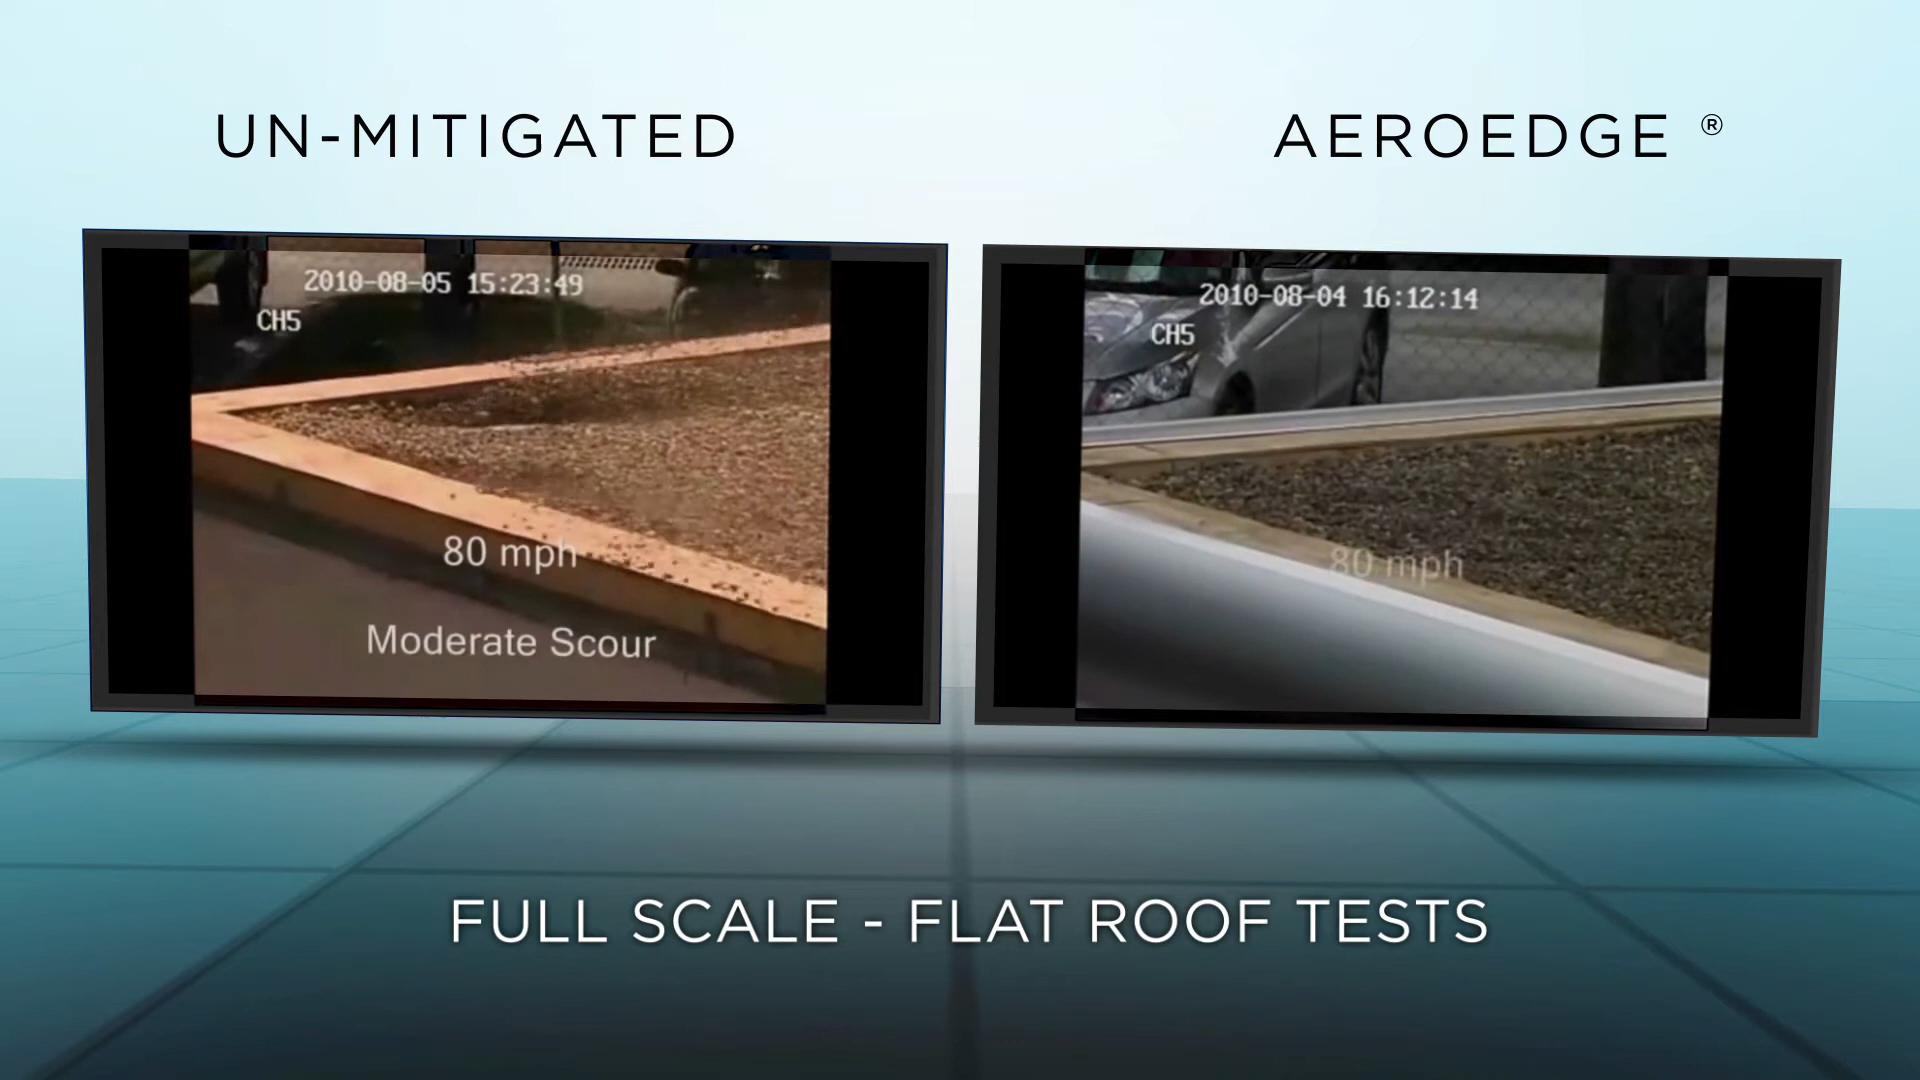 UN-MITIGATED
AEROEDGE ®
2010-08-05 15:23:49
CH5
80 mph
Moderate Scour
2010-08-04 16:12:14
CH5
80 mph
FULL SCALE - FLAT ROOF TESTS